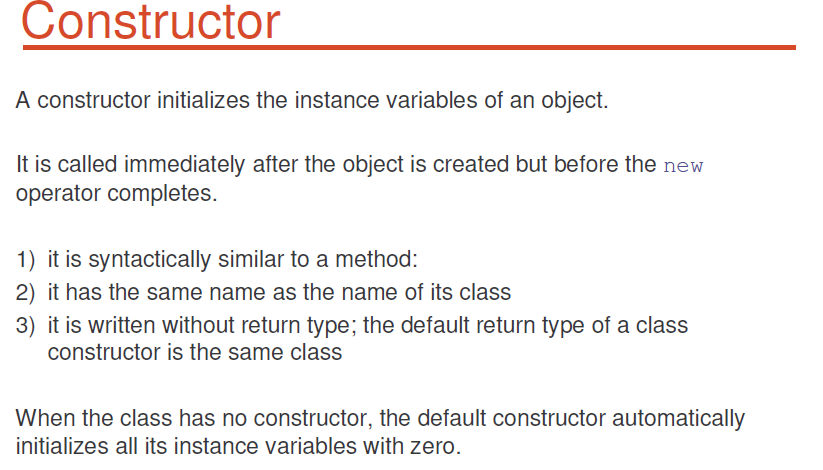 Constructor
A constructor initializes the instance variables of an object.
It is called immediately after the object is created but before the new
operator completes.
1) it is syntactically similar to a method:
2) it has the same name as the name of its class
3) it is written without return type; the default return type of a class
constructor is the same class
When the class has no constructor, the default constructor automatically
initializes all its instance variables with zero.